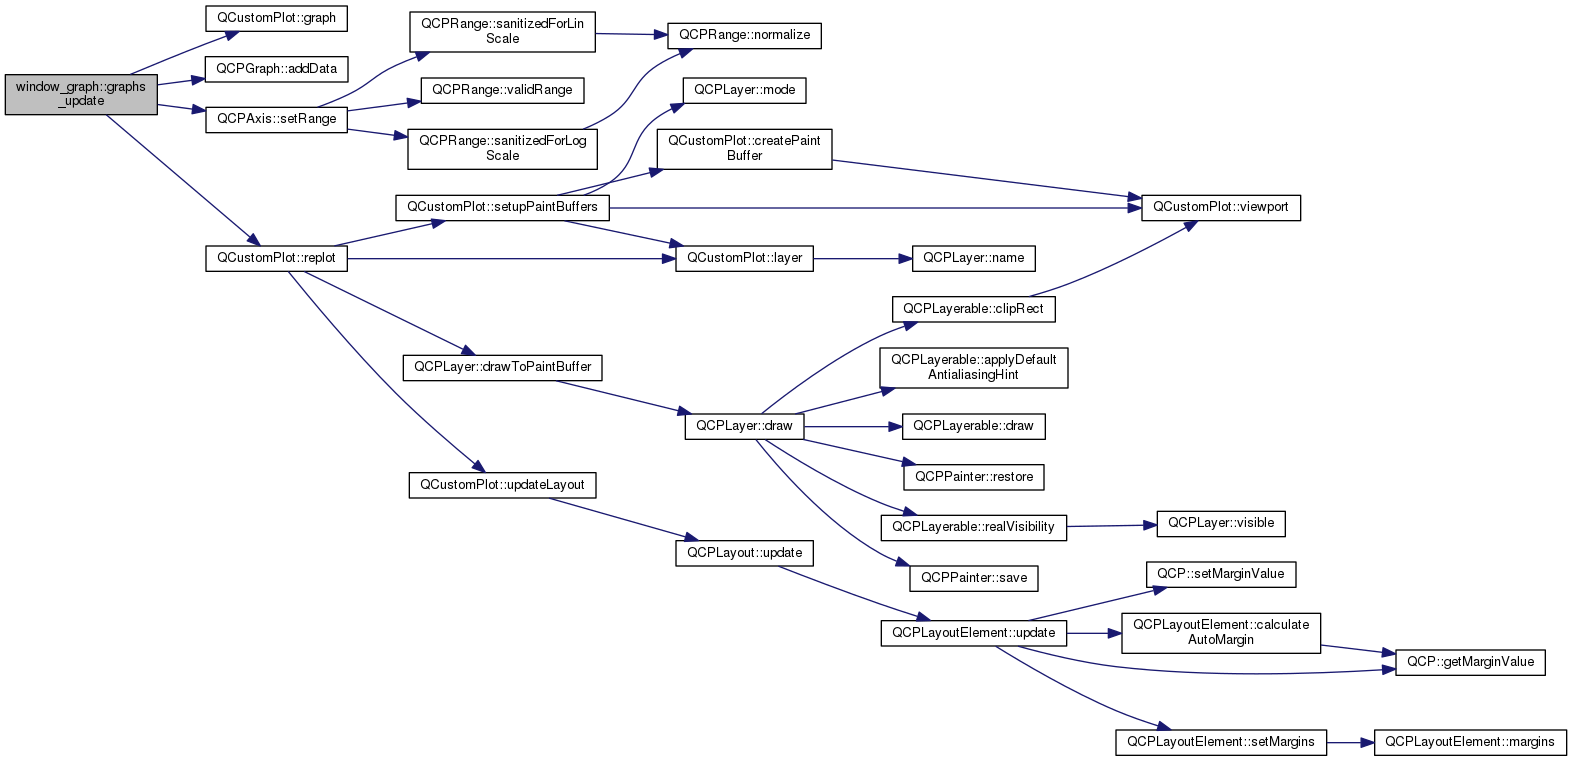 QCustomPlot::graph
QCPRange::sanitizedForLin
Scale
QCPRange::normalize
QCPGraph::addData
window_graph::graphs
_update
QCPRange::validRange
QCPLayer::mode
QCPAxis::setRange
QCPRange::sanitizedForLog
Scale
QCustomPlot::createPaint
Buffer
QCustomPlot::setupPaintBuffers
QCustomPlot::viewport
QCustomPlot::replot
QCustomPlot::layer
QCPLayer::name
QCPLayerable::clipRect
QCPLayer::drawToPaintBuffer
QCPLayerable::applyDefault
AntialiasingHint
QCPLayer::draw
QCPLayerable::draw
QCPPainter::restore
QCustomPlot::updateLayout
QCPLayerable::realVisibility
QCPLayer::visible
QCPLayout::update
QCPPainter::save
QCP::setMarginValue
QCPLayoutElement::update
QCPLayoutElement::calculate
AutoMargin
QCP::getMarginValue
QCPLayoutElement::setMargins
QCPLayoutElement::margins